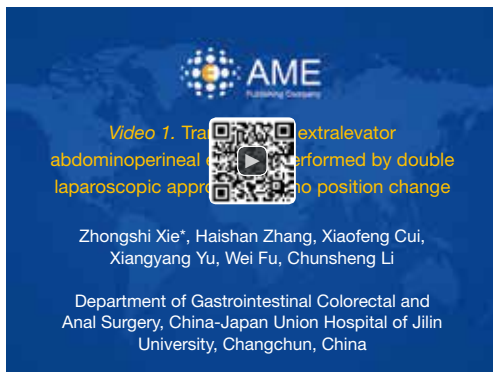 AME
Publishing Company
Video 1. Tra extralevator
abdominoperineal e erformed by double
laparoscopic appro no position change
Zhongshi Xie*, Haishan Zhang, Xiaofeng Cui,
Xiangyang Yu, Wei Fu, Chunsheng Li
Department of Gastrointestinal Colorectal and
Anal Surgery, China-Japan Union Hospital of Jilin
University, Changchun, China